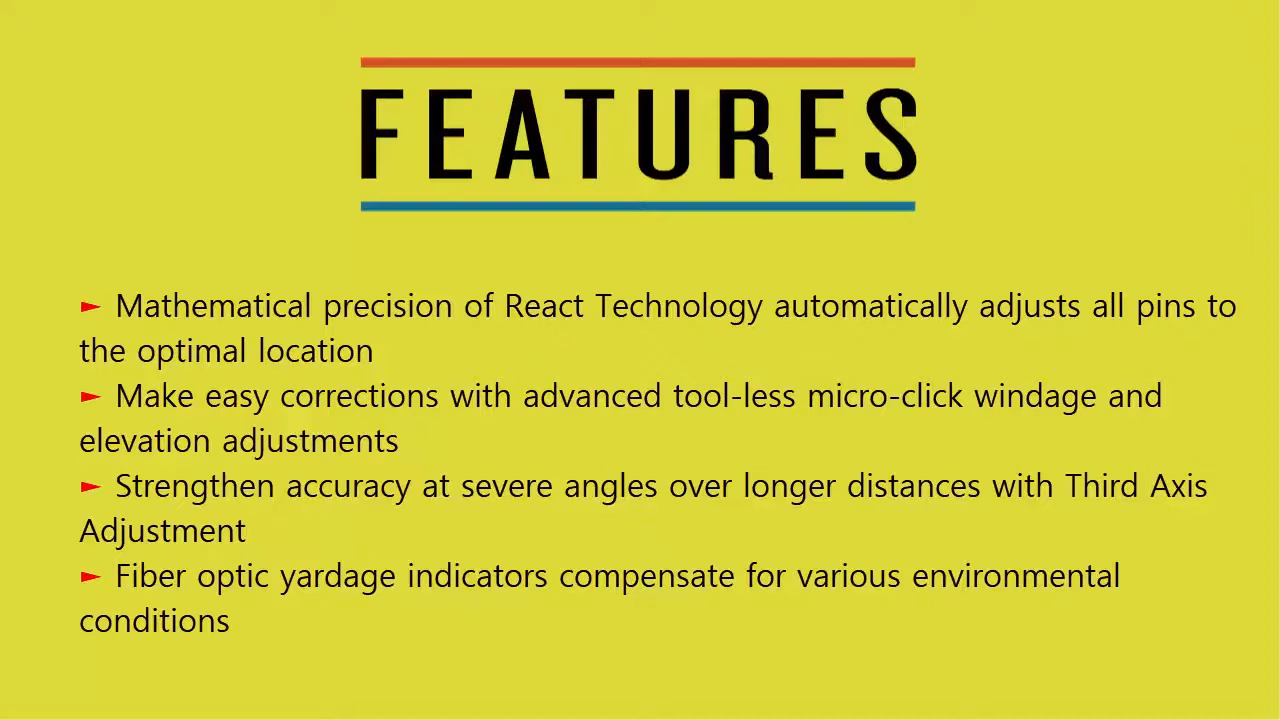 FEATURES
► Mathematical precision of React Technology automatically adjusts all pins to
the optimal location
► Make easy corrections with advanced tool-less micro-click windage and
elevation adjustments
► Strengthen accuracy at severe angles over longer distances with Third Axis
Adjustment
► Fiber optic yardage indicators compensate for various environmental
conditions